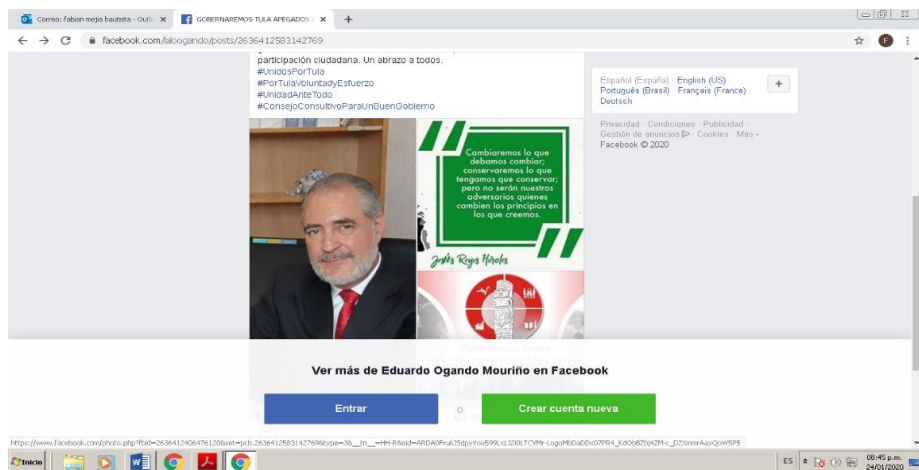 Correo: fabian mejia bautista - Outl
GOBERNAREMOS TULA APEGADOS
facebook.com/laloogando/posts/2636412583142769
participación ciudadana. Un abrazo a todos.
#UnidosPorTula
#PorTulaVoluntadyEsfuerzo
#UnidadAnteTodo
#ConsejoConsultivoParaUnBuenGobierno
Cambiaremos lo que
debamos cambiar;
conservaremos lo que
tengamos que conservar;
pero no serán nuestros
adversarios quienes
cambien los principios en
los que creemos.
Jesús Reyes Heroles
Español (España) · English (US) ·
Português (Brasil) · Français (France) ·
Deutsch
Privacidad · Condiciones · Publicidad ·
Gestión de anuncios · Cookies · Más
Facebook © 2020
Ver más de Eduardo Ogando Mouriño en Facebook
Entrar
o
Crear cuenta nueva
Inicio
ES
08:45 p.m.
24/01/2020